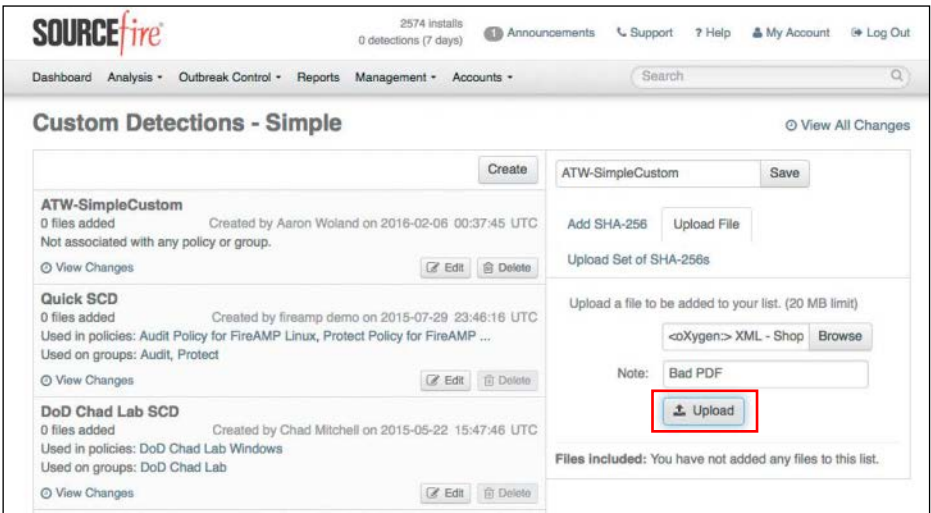 SOURCEfire
2574 installs
0 detections (7 days)
1 Announcements
Support
? Help
My Account
Log Out
Dashboard Analysis Outbreak Control Reports Management Accounts
Search
Custom Detections - Simple
View All Changes
Create
ATW-SimpleCustom
0 files added Created by Aaron Woland on 2016-02-06 00:37:45 UTC
Not associated with any policy or group.
View Changes Edit Delete
Quick SCD
0 files added Created by fireamp demo on 2015-07-29 23:46:16 UTC
Used in policies: Audit Policy for FireAMP Linux, Protect Policy for FireAMP ...
Used on groups: Audit, Protect
View Changes Edit Delete
DoD Chad Lab SCD
0 files added Created by Chad Mitchell on 2015-05-22 15:47:46 UTC
Used in policies: DoD Chad Lab Windows
Used on groups: DoD Chad Lab
View Changes Edit Delete
ATW-SimpleCustom Save
Add SHA-256 Upload File
Upload Set of SHA-256s
Upload a file to be added to your list. (20 MB limit)
<oXygen:> XML - Shop Browse
Note: Bad PDF
Upload
Files included: You have not added any files to this list.